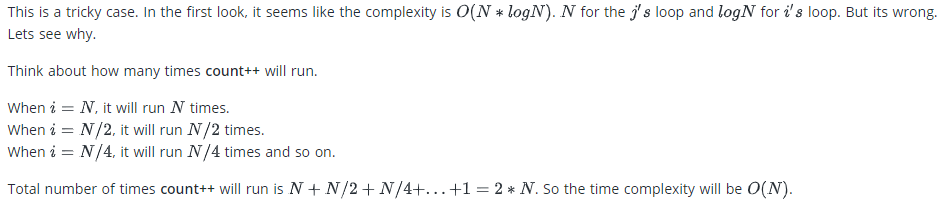 This is a tricky case. In the first look, it seems like the complexity is O(N * logN). N for the j's loop and logN for i's loop. But its wrong.
Lets see why.
Think about how many times count++ will run.
When i = N, it will run N times.
When i = N/2, it will run N/2 times.
When i = N/4, it will run N/4 times and so on.
Total number of times count++ will run is N + N/2 + N/4+...+1 = 2 * N. So the time complexity will be O(N).